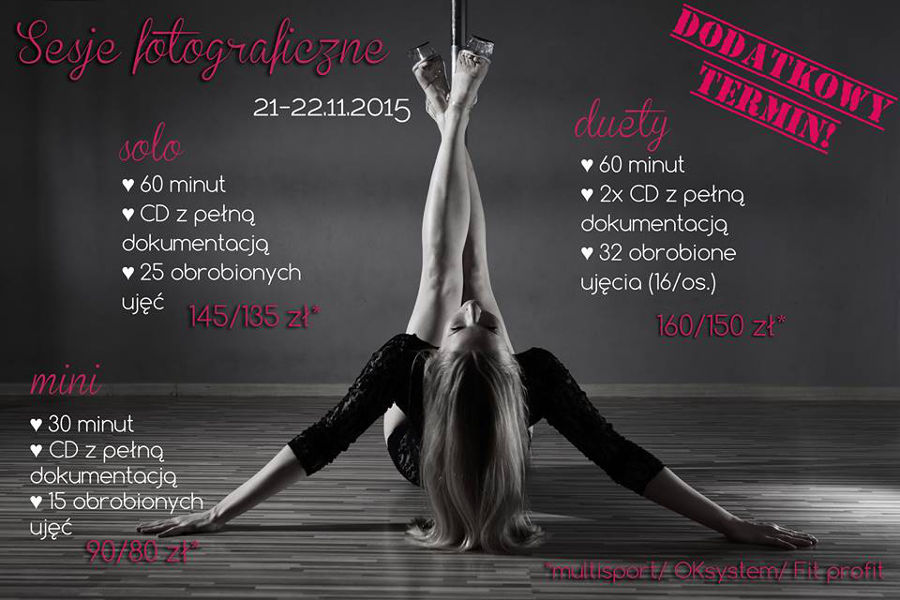 Sesje fotograficzne
21-22.11.2015
DODATKOWY
TERMIN!
solo
♥ 60 minut
♥ CD z pełną
dokumentacją
♥ 25 obrobionych
ujęć
145/135 zł*
duety
♥ 60 minut
♥ 2x CD z pełną
dokumentacją
♥ 32 obrobione
ujęcia (16/os.)
160/150 zł*
mini
♥ 30 minut
♥ CD z pełną
dokumentacją
♥ 15 obrobionych
ujęć
90/80 zł*
*multisport/ OKsystem/ Fit profit